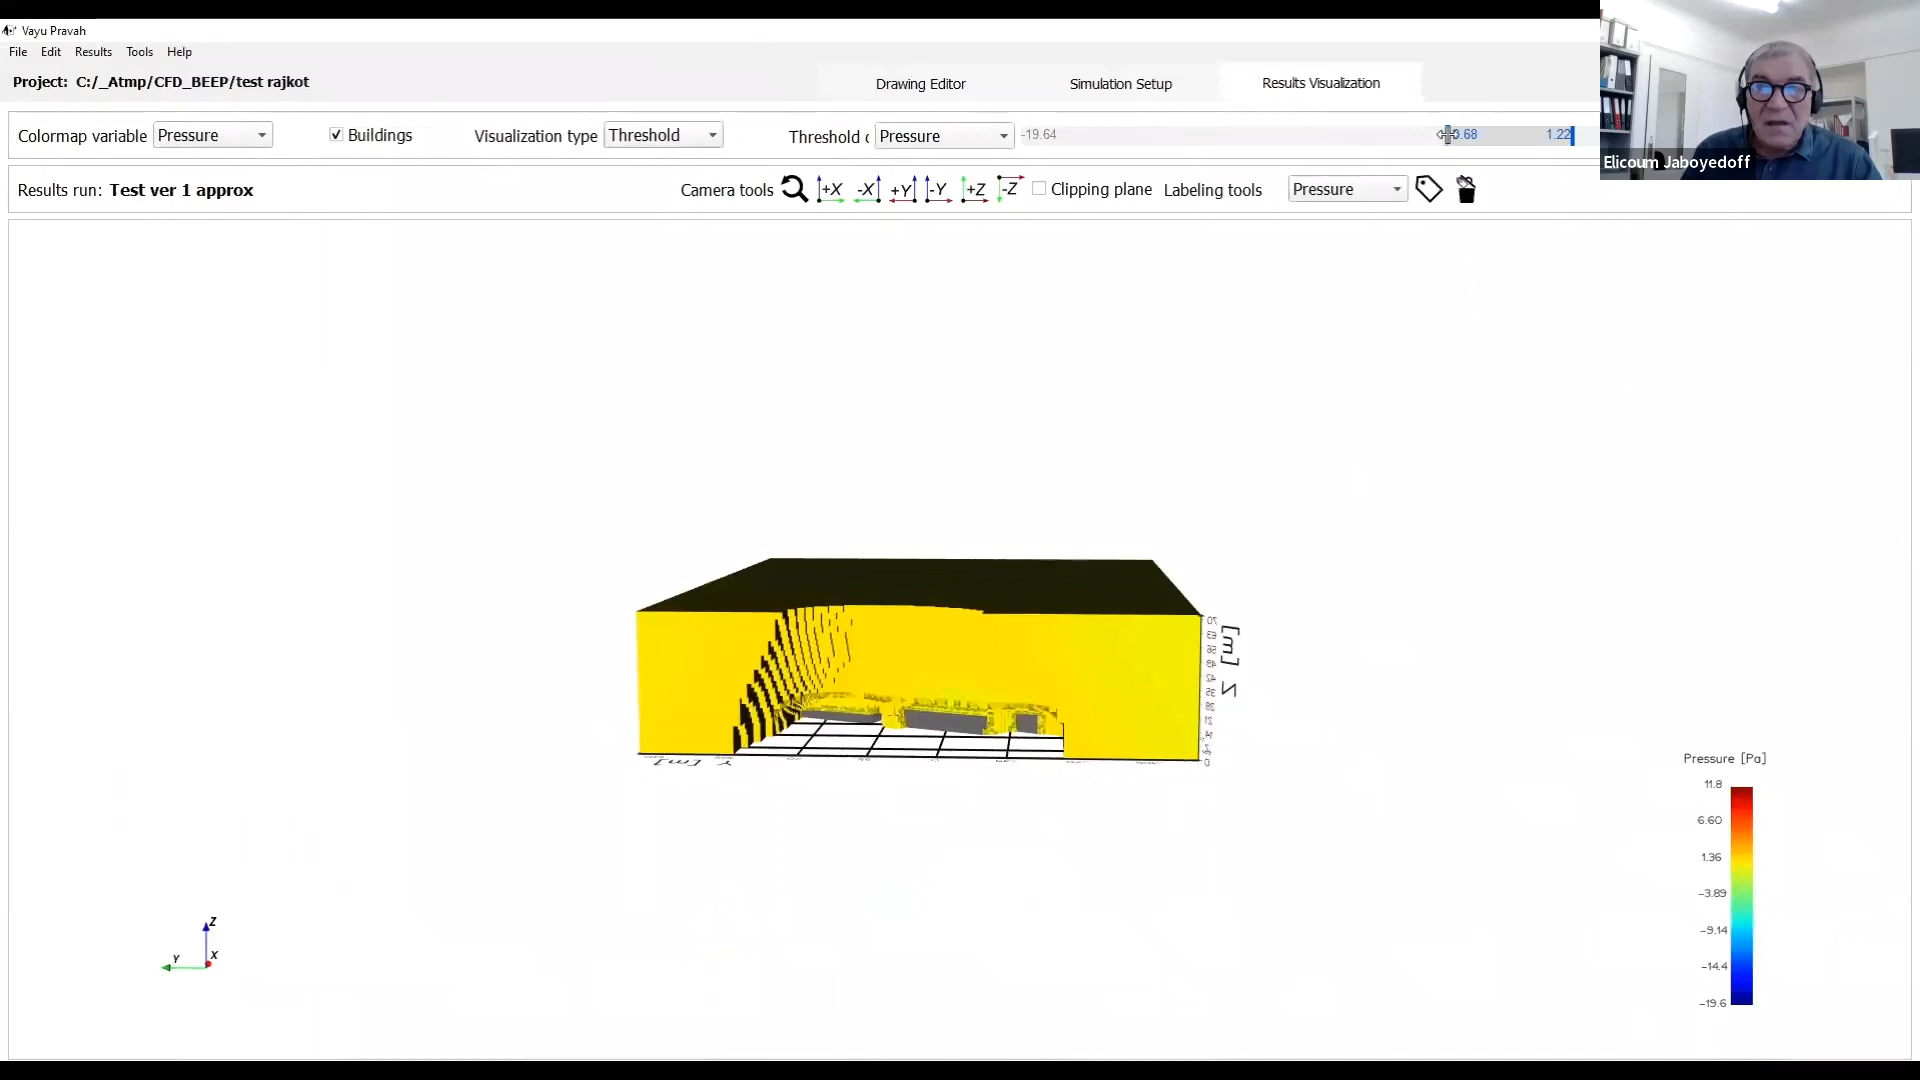 Vayu Pravah
File Edit Results Tools Help
Project: C:/_Atmp/CFD_BEEP/test rajkot
Drawing Editor Simulation Setup Results Visualization
Colormap variable Pressure Buildings Visualization type Threshold Threshold Pressure -19.64 .68 1.22
Elicoum Jaboyedoff
Results run: Test ver 1 approx
Camera tools +X -X +Y -Y +Z -Z Clipping plane Labeling tools Pressure
Z [m]
Y [m]
Pressure [Pa]
11.8
6.60
1.36
-3.89
-9.14
-14.4
-19.6
Z
Y X